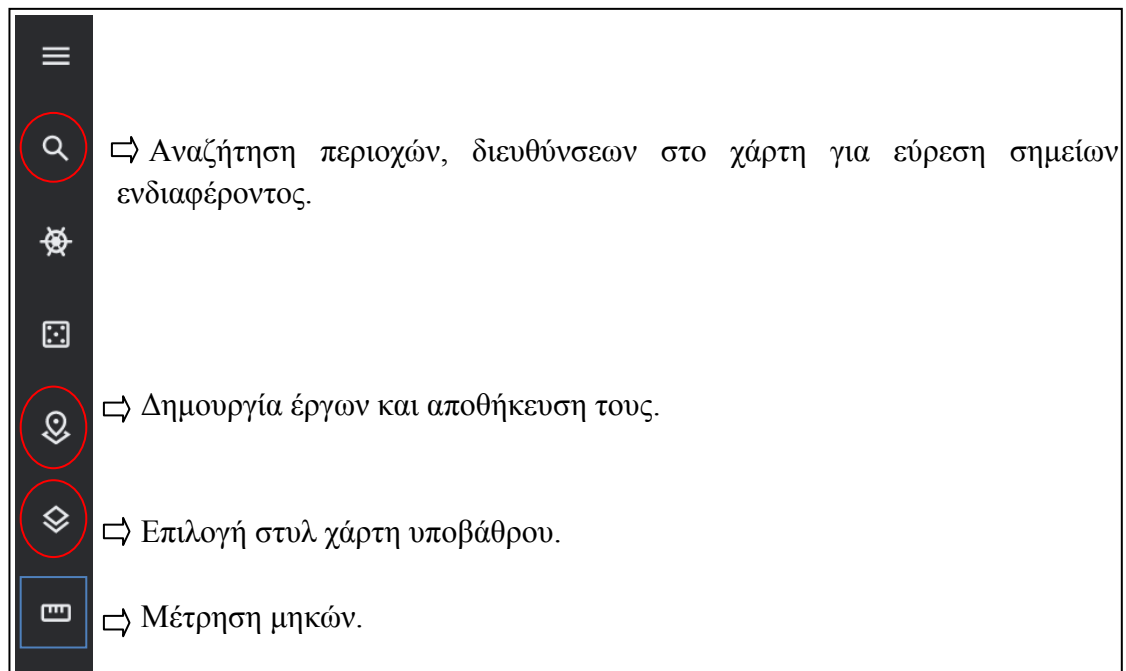 Αναζήτηση περιοχών, διευθύνσεων στο χάρτη για εύρεση σημείων
ενδιαφέροντος.
Δημουργία έργων και αποθήκευση τους.
Επιλογή στυλ χάρτη υποβάθρου.
Μέτρηση μηκών.